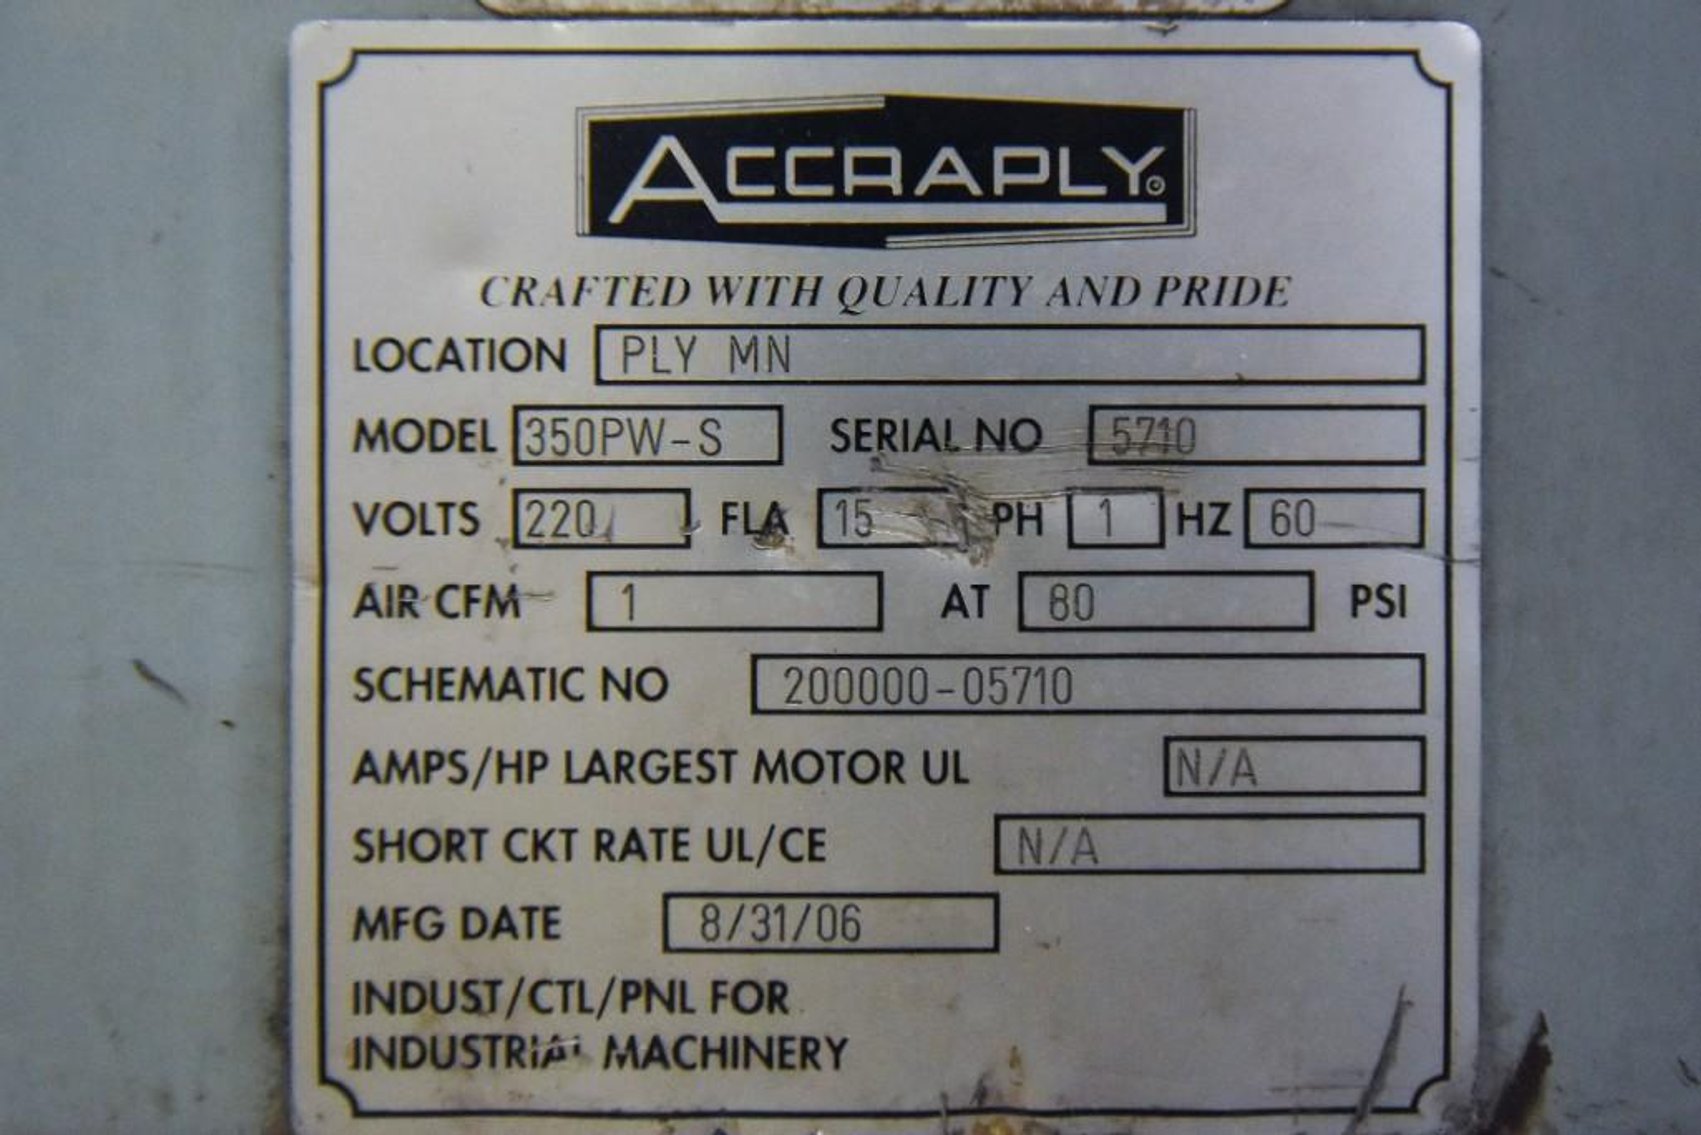 ACCRAPLY®
CRAFTED WITH QUALITY AND PRIDE
LOCATION PLY MN
MODEL 350PW-S SERIAL NO 5710
VOLTS 220 FLA 15 PH 1 HZ 60
AIR CFM 1 AT 80 PSI
SCHEMATIC NO 200000-05710
AMPS/HP LARGEST MOTOR UL N/A
SHORT CKT RATE UL/CE N/A
MFG DATE 8/31/06
INDUST/CTL/PNL FOR
INDUSTRIAL MACHINERY